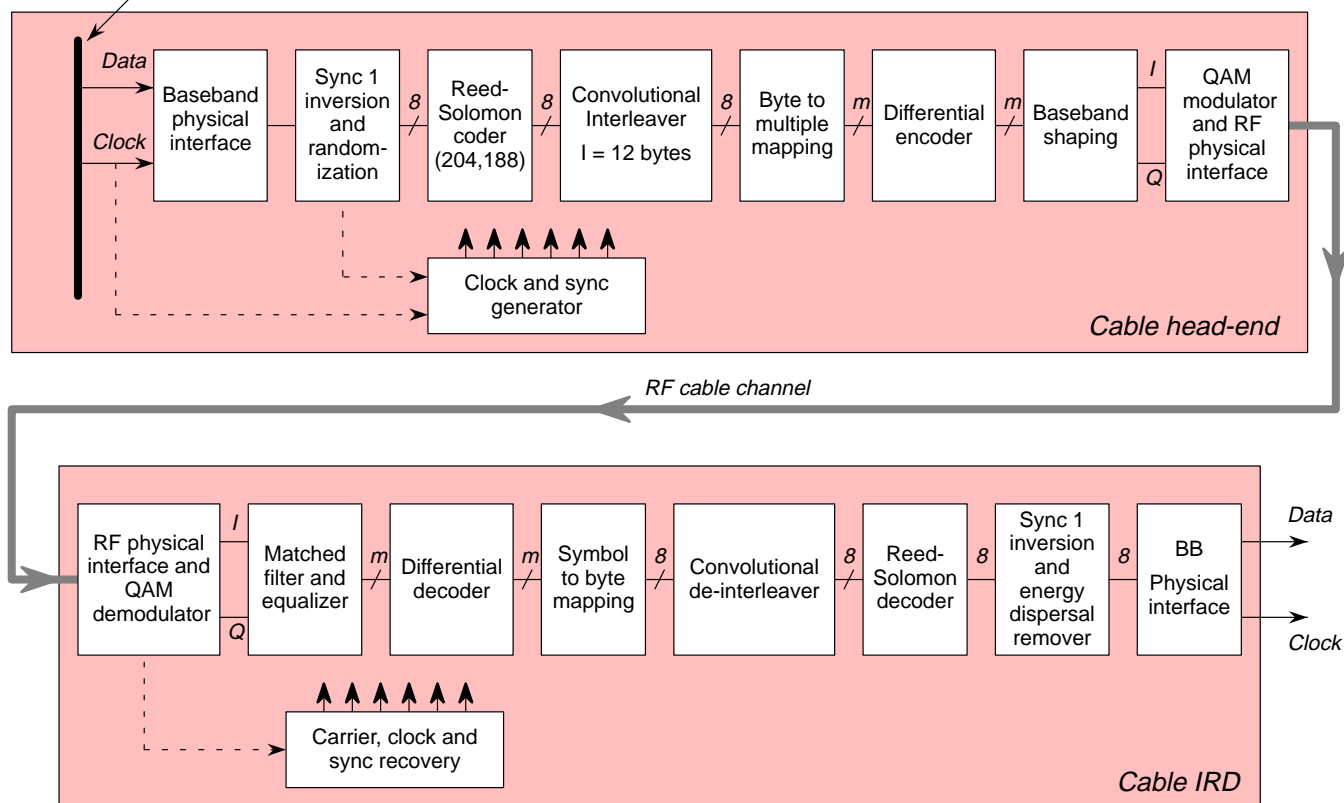 Data
Clock
Baseband
physical
interface
Sync 1
inversion
and
random-
ization
8
Reed-
Solomon
coder
(204,188)
8
Convolutional
Interleaver
I = 12 bytes
8
Byte to
multiple
mapping
m
Differential
encoder
m
Baseband
shaping
I
Q
QAM
modulator
and RF
physical
interface
Clock and sync
generator
Cable head-end
RF cable channel
RF physical
interface and
QAM
demodulator
I
Q
Matched
filter and
equalizer
m
Differential
decoder
m
Symbol
to byte
mapping
8
Convolutional
de-interleaver
8
Reed-
Solomon
decoder
8
Sync 1
inversion
and
energy
dispersal
remover
8
BB
Physical
interface
Data
Clock
Carrier, clock and
sync recovery
Cable IRD